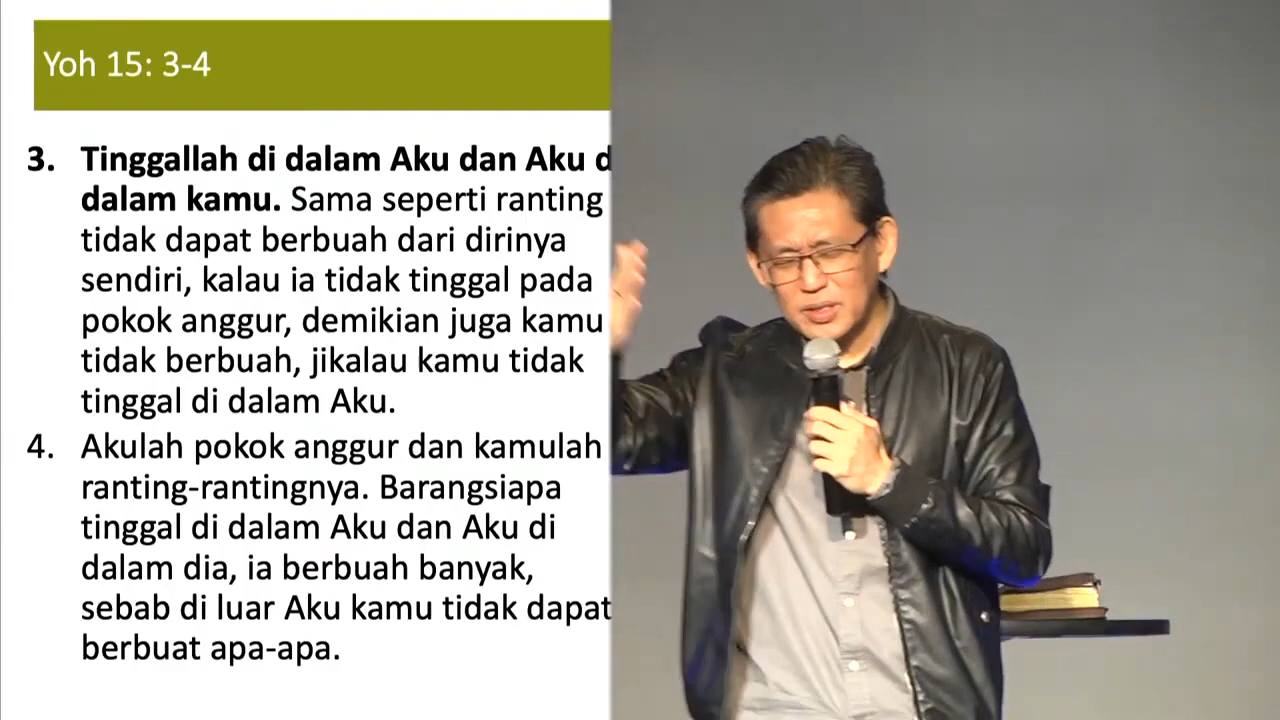 Yoh 15: 3-4
3. Tinggallah di dalam Aku dan Aku d
dalam kamu. Sama seperti ranting
tidak dapat berbuah dari dirinya
sendiri, kalau ia tidak tinggal pada
pokok anggur, demikian juga kamu
tidak berbuah, jikalau kamu tidak
tinggal di dalam Aku.
4. Akulah pokok anggur dan kamulah
ranting-rantingnya. Barangsiapa
tinggal di dalam Aku dan Aku di
dalam dia, ia berbuah banyak,
sebab di luar Aku kamu tidak dapat
berbuat apa-apa.